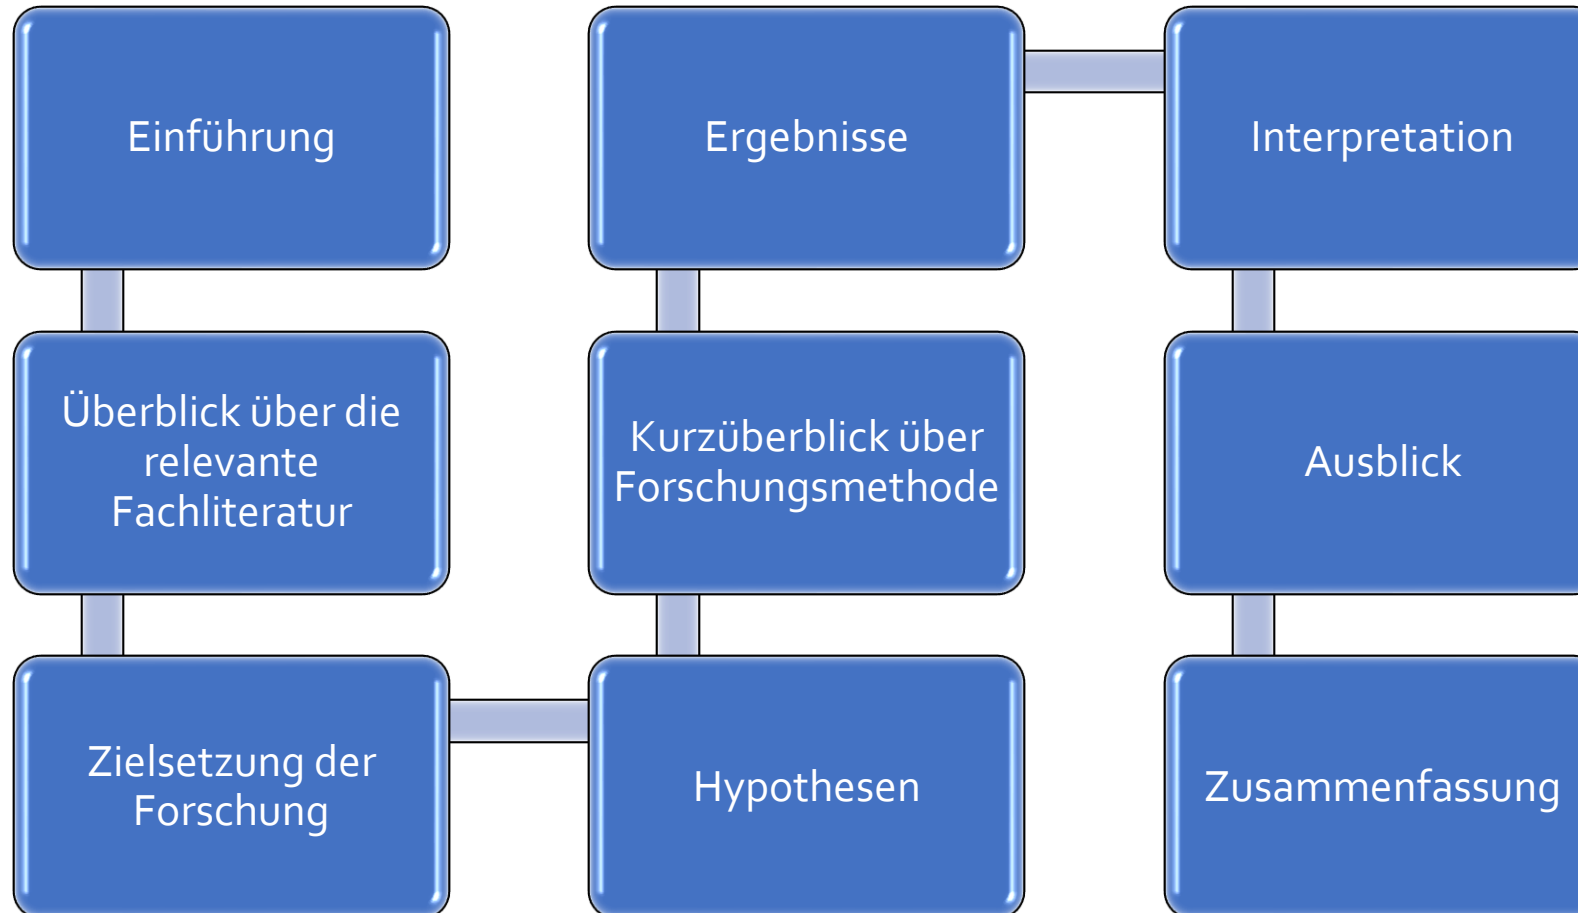 Einführung
Überblick über die
relevante
Fachliteratur
Zielsetzung der
Forschung
Hypothesen
Kurzüberblick über
Forschungsmethode
Ergebnisse
Interpretation
Ausblick
Zusammenfassung